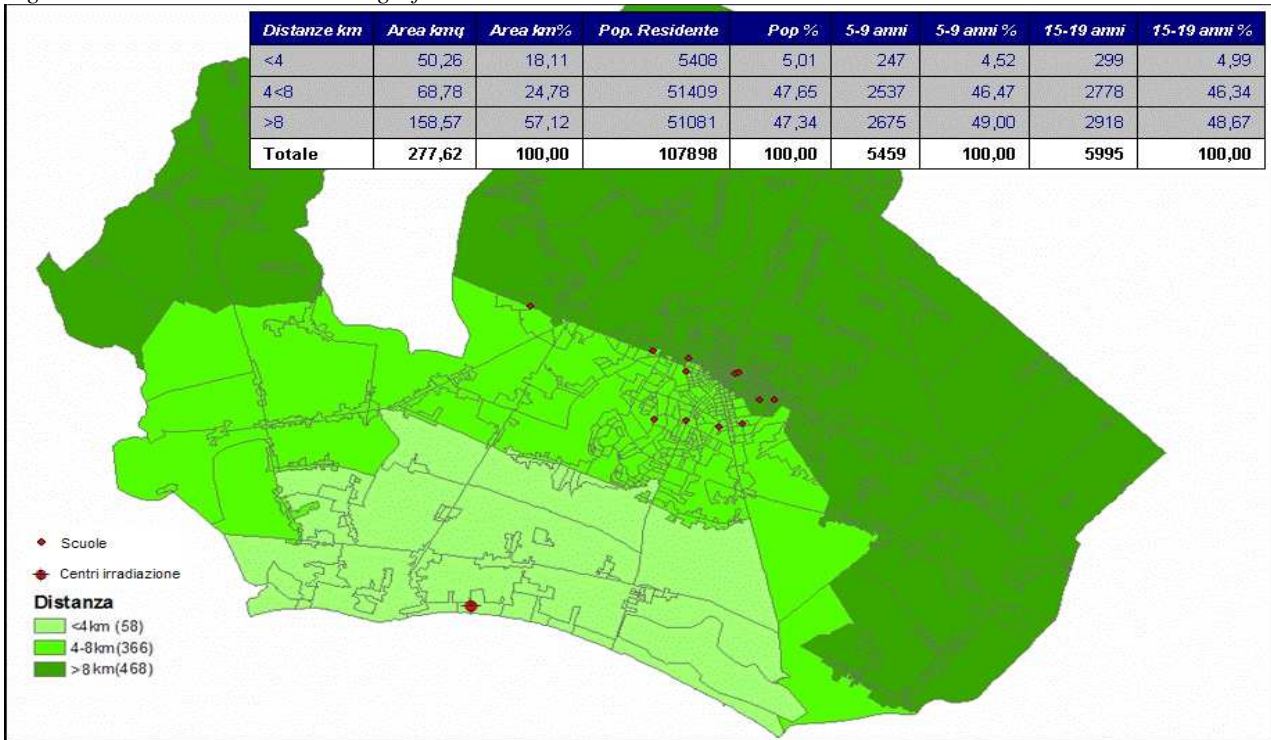 Distanze km Area kmq Area km% Pop. Residente Pop % 5-9 anni 5-9 anni % 15-19 anni 15-19 anni %
<4 50,26 18,11 5408 5,01 247 4,52 299 4,99
4<8 68,78 24,78 51409 47,65 2537 46,47 2778 46,34
>8 158,57 57,12 51081 47,34 2675 49,00 2918 48,67
Totale 277,62 100,00 107898 100,00 5459 100,00 5995 100,00
Scuole
Centri irradiazione
Distanza
<4km (58)
4-8km(366)
>8km(468)